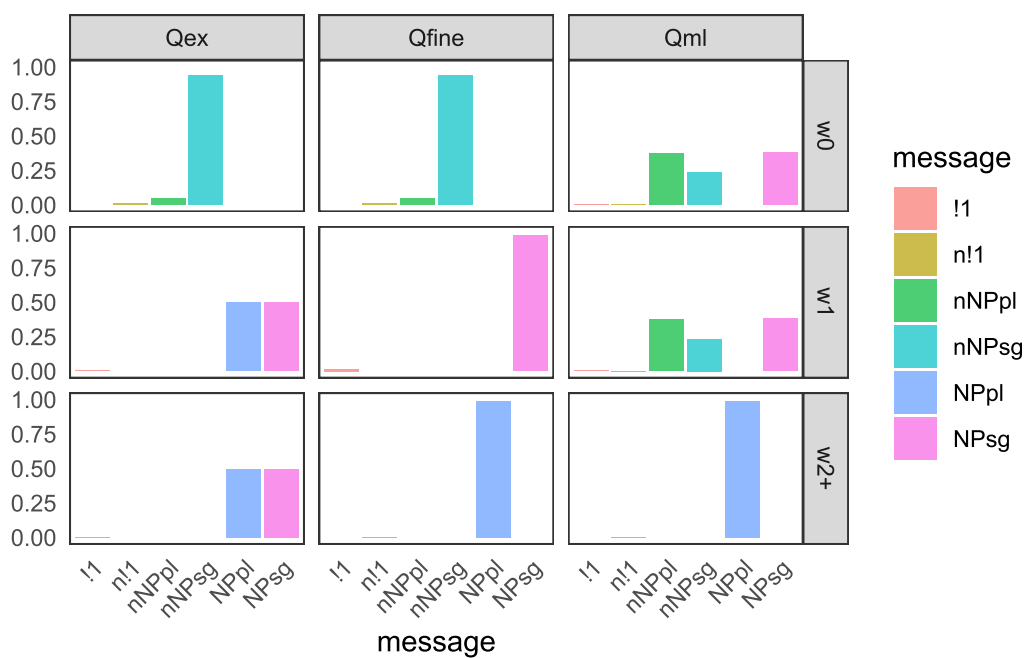 Qex Qfine Qml
1.00
0.75
0.50
0.25
0.00
w0
1.00
0.75
0.50
0.25
0.00
w1
1.00
0.75
0.50
0.25
0.00
w2+
!1 n!1 nNPpl nNPsg NPpl NPsg !1 n!1 nNPpl nNPsg NPpl NPsg !1 n!1 nNPpl nNPsg NPpl NPsg
message
message
!1
n!1
nNPpl
nNPsg
NPpl
NPsg